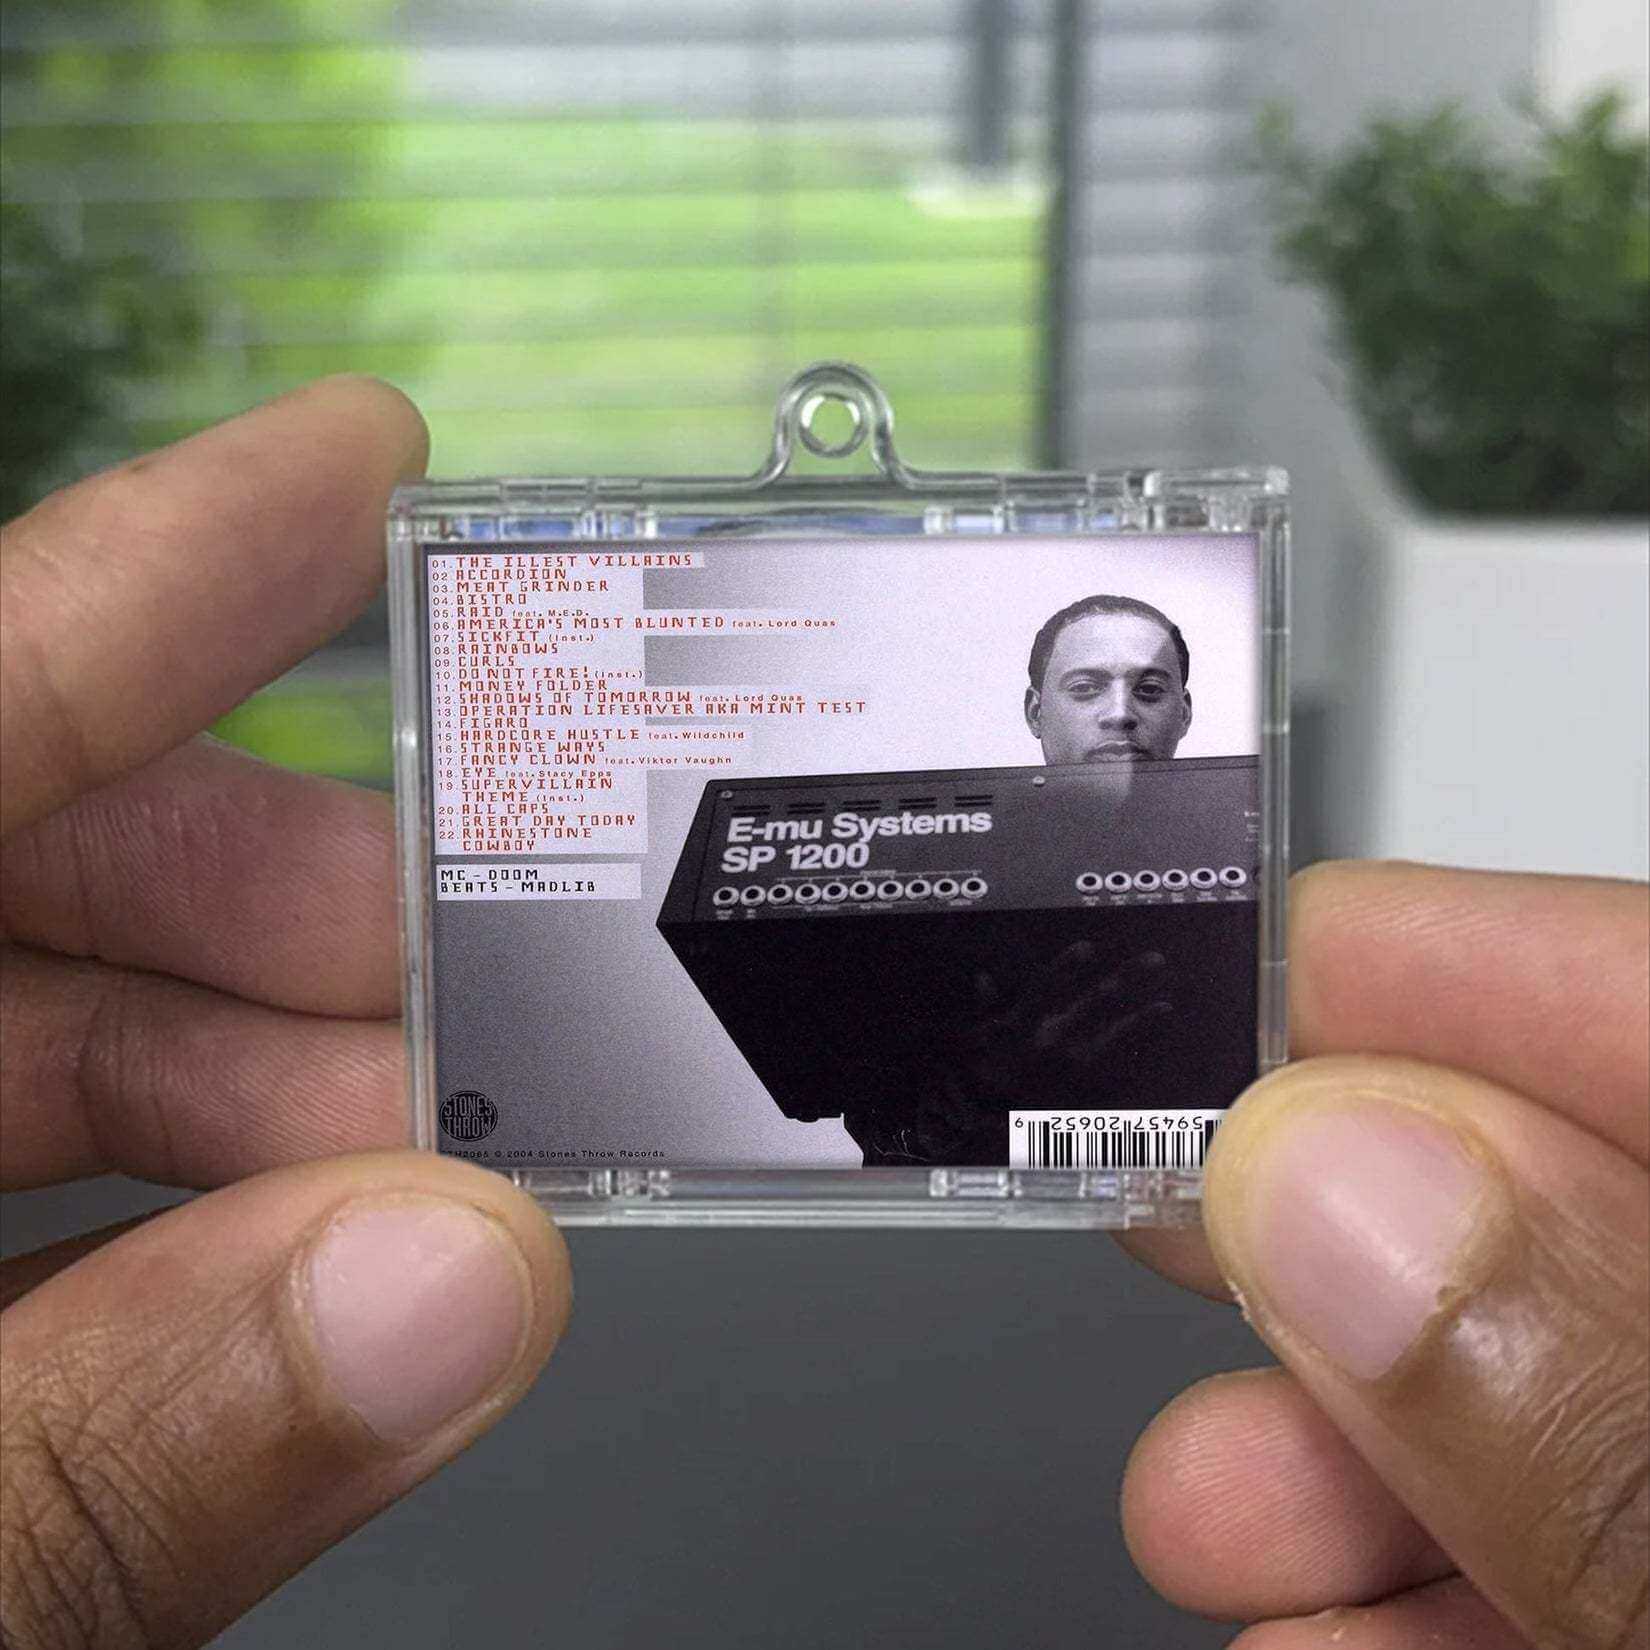 01. THE ILLEST VILLAINS
02. ACCORDION
03. MEAT GRINDER
04. BISTRO
05. RAID feat. M.E.D.
06. AMERICA'S MOST BLUNTED feat. Lord Quas
07. SICKFIT (inst.)
08. RAINBOWS
09. CURLS
10. DO NOT FIRE! (inst.)
11. MONEY FOLDER
12. SHADOWS OF TOMORROW feat. Lord Quas
13. OPERATION LIFESAVER AKA MINT TEST
14. FIGARO
15. HARDCORE HUSTLE feat. Wildchild
16. STRANGE WAYS
17. FANCY CLOWN feat. Viktor Vaughn
18. EYE feat. Stacy Epps
19. SUPERVILLAIN
THEME (inst.)
20. ALL CAPS
21. GREAT DAY TODAY
22. RHINESTONE
COWBOY
MC - DOOM
BEATS - MADLIB
E-mu Systems
SP 1200
STONES
THROW
TH2065 © 2004 Stones Throw Records
59457 20652
9